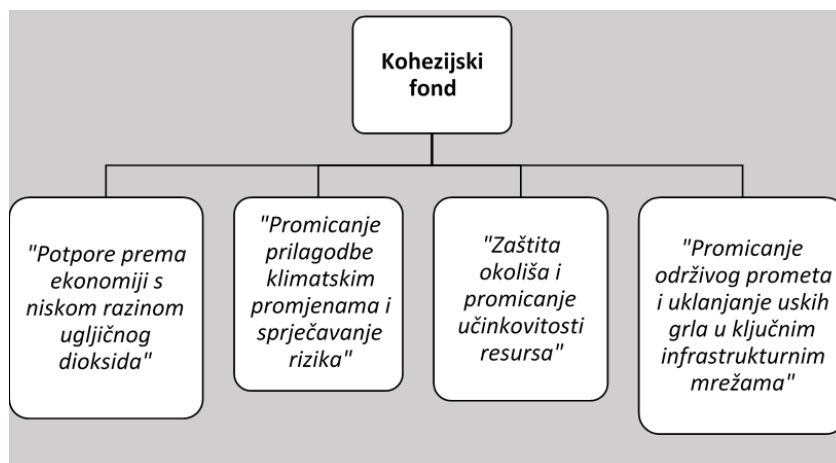 Kohezijski
fond
"Potpore prema
ekonomiji s
niskom razinom
ugljičnog
dioksida"
"Promicanje
prilagodbe
klimatskim
promjenama i
sprječavanje
rizika"
"Zaštita
okoliša i
promicanje
učinkovitosti
resursa"
"Promicanje
održivog prometa
i uklanjanje uskih
grla u ključnim
infrastrukturnim
mrežama"